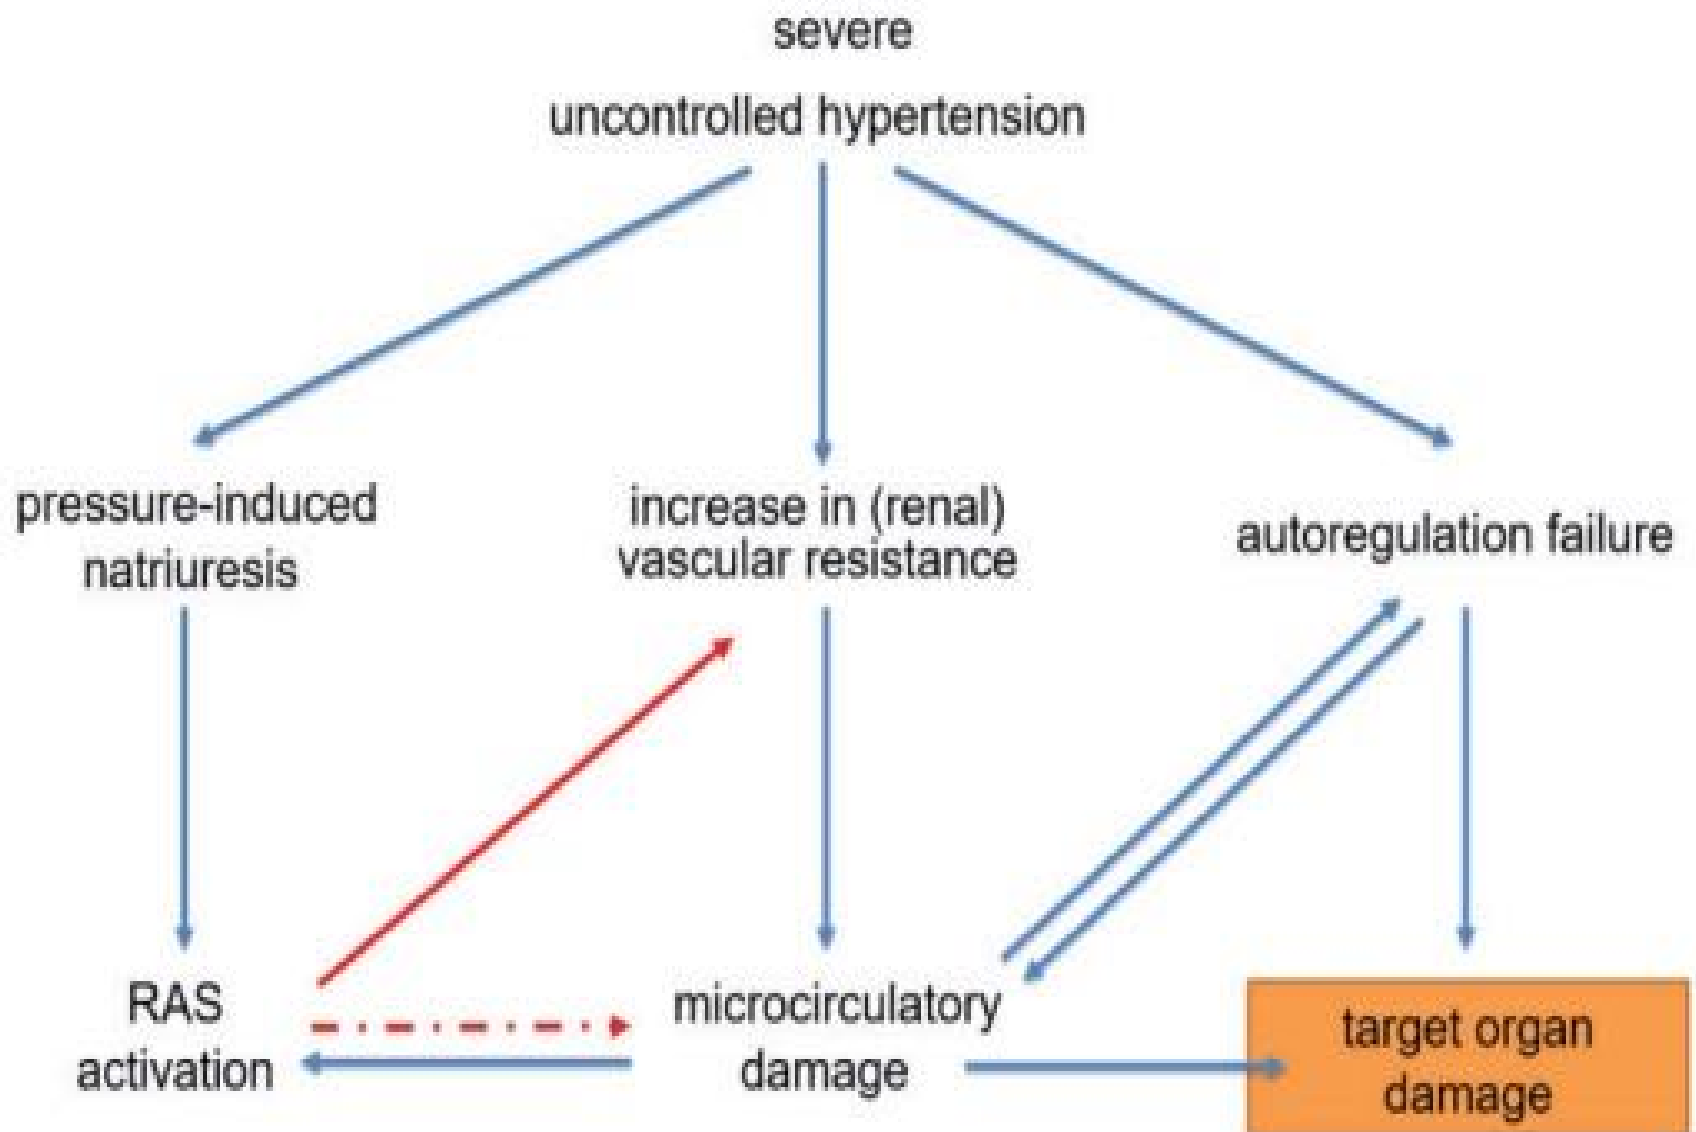 severe
uncontrolled hypertension
pressure-induced
natriuresis
increase in (renal)
vascular resistance
autoregulation failure
RAS
activation
microcirculatory
damage
target organ
damage